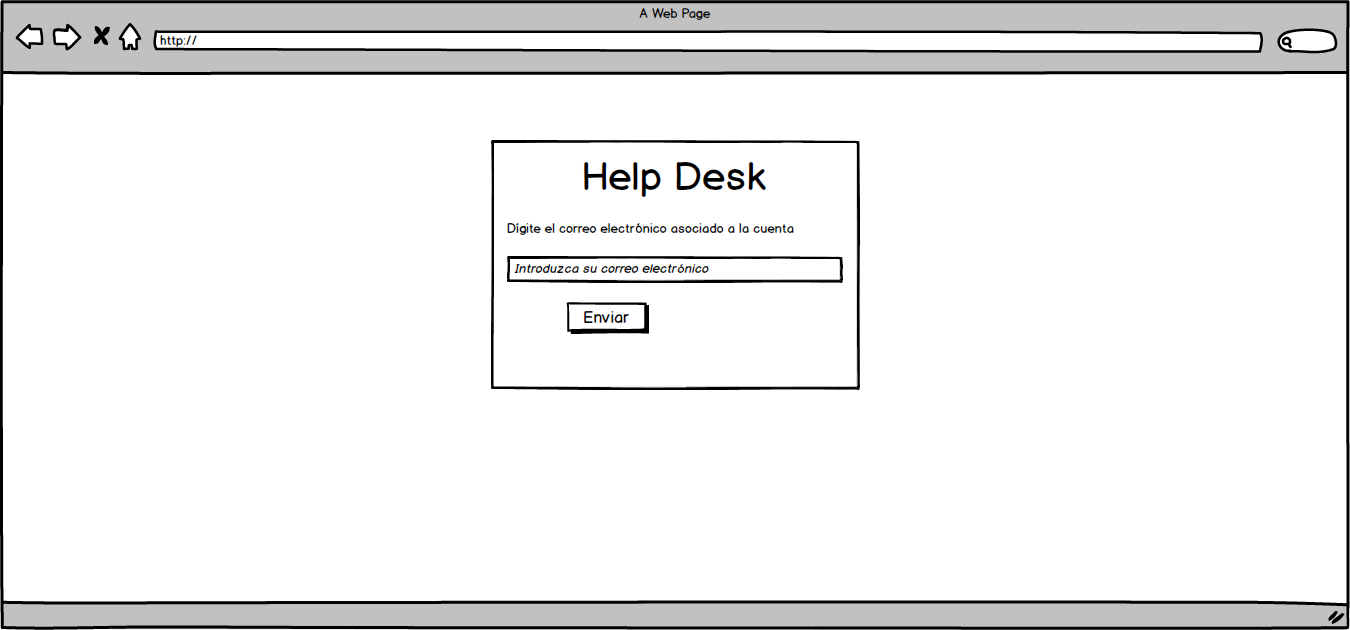 A Web Page
http://
Help Desk
Dígite el correo electrónico asociado a la cuenta
Introduzca su correo electrónico
Enviar